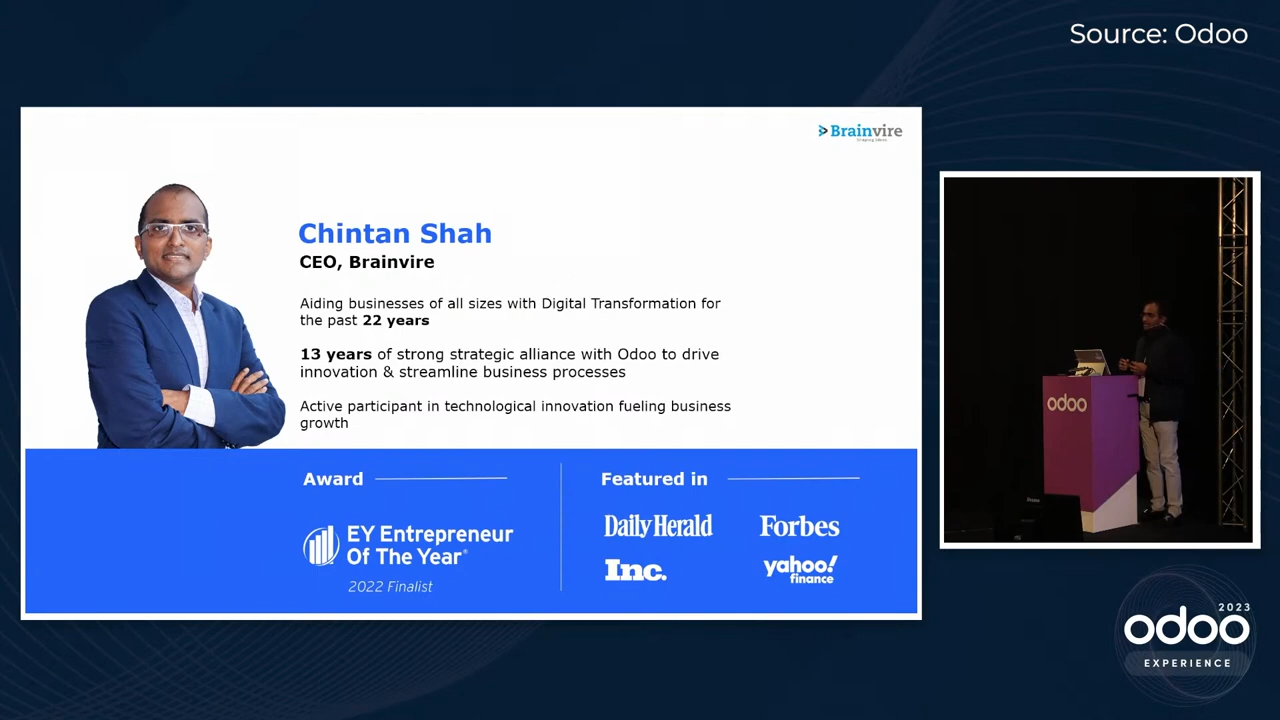 Source: Odoo
Brainvire
Chintan Shah
CEO, Brainvire
Aiding businesses of all sizes with Digital Transformation for
the past 22 years
13 years of strong strategic alliance with Odoo to drive
innovation & streamline business processes
Active participant in technological innovation fueling business
growth
Award
EY Entrepreneur
Of The Year®
2022 Finalist
Featured in
Daily Herald
Forbes
Inc.
yahoo!
finance
odoo
2023
odoo
EXPERIENCE